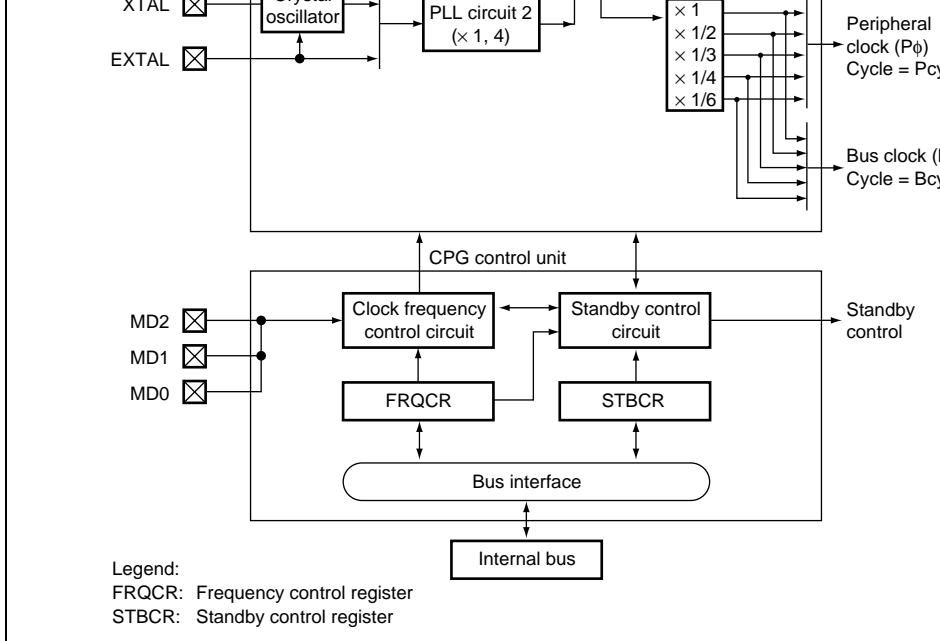 XTAL
oscillator
EXTAL
PLL circuit 2
(× 1, 4)
× 1
× 1/2
× 1/3
× 1/4
× 1/6
Peripheral
clock (Pϕ)
Cycle =
Bus clock
Cycle =
CPG control unit
MD2
MD1
MD0
Clock frequency
control circuit
Standby control
circuit
Standby
control
FRQCR
STBCR
Bus interface
Internal bus
Legend:
FRQCR: Frequency control register
STBCR: Standby control register